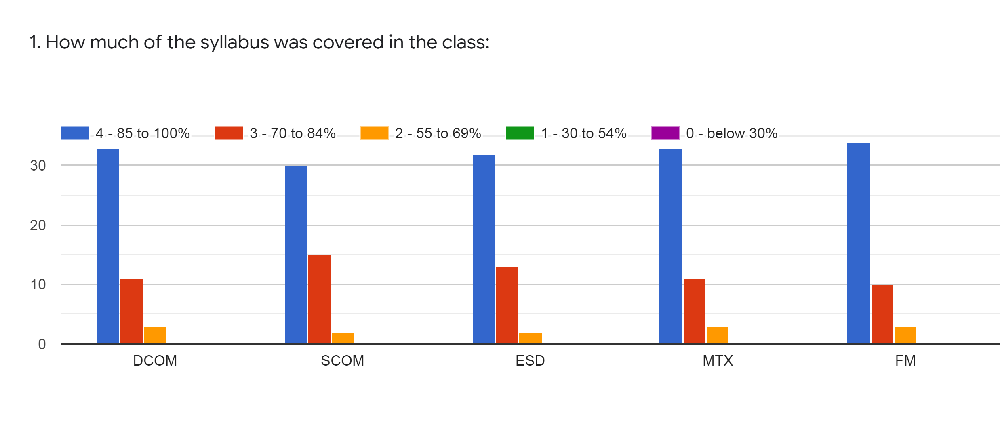 1. How much of the syllabus was covered in the class:
4 - 85 to 100% 3 - 70 to 84% 2 - 55 to 69% 1 - 30 to 54% 0 - below 30%
30
20
10
0
DCOM SCOM ESD MTX FM